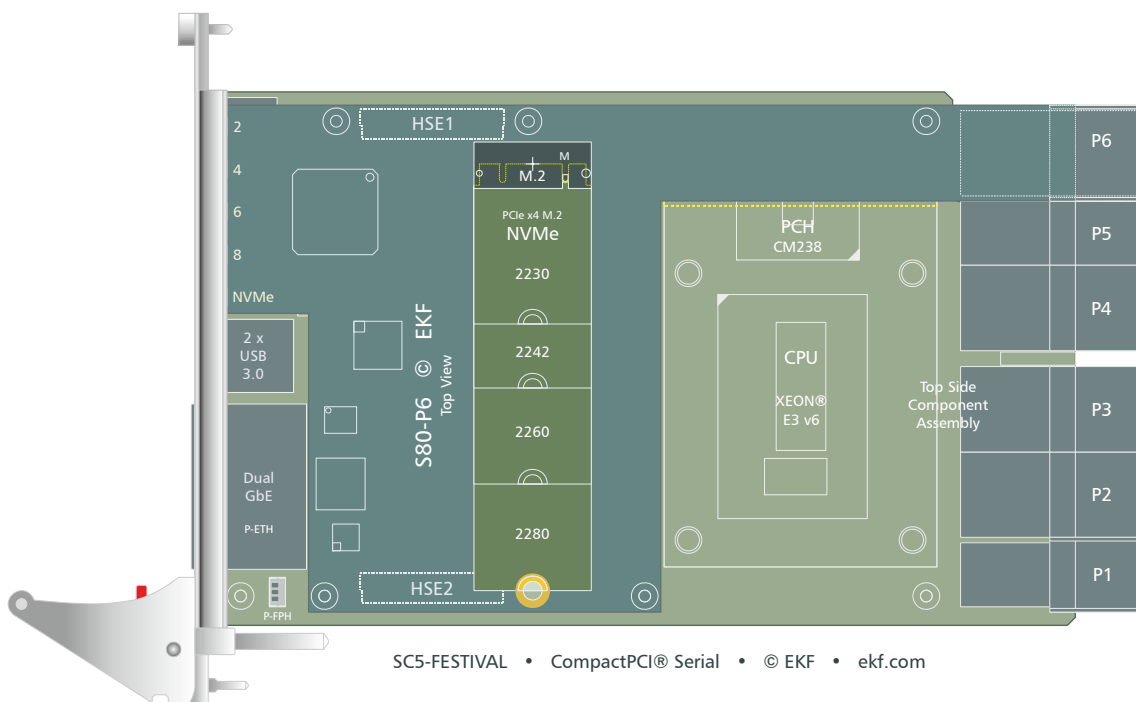 HSE1
2
4
6
8
NVMe
M
M.2
PCIe x4 M.2
NVMe
2230
2242
2260
2280
S80-P6 © EKF
Top View
2 x
USB
3.0
Dual
GbE
P-ETH
P-FPH
HSE2
PCH
CM238
CPU
XEON®
E3 v6
Top Side
Component
Assembly
P6
P5
P4
P3
P2
P1
SC5-FESTIVAL • CompactPCI® Serial • © EKF • ekf.com